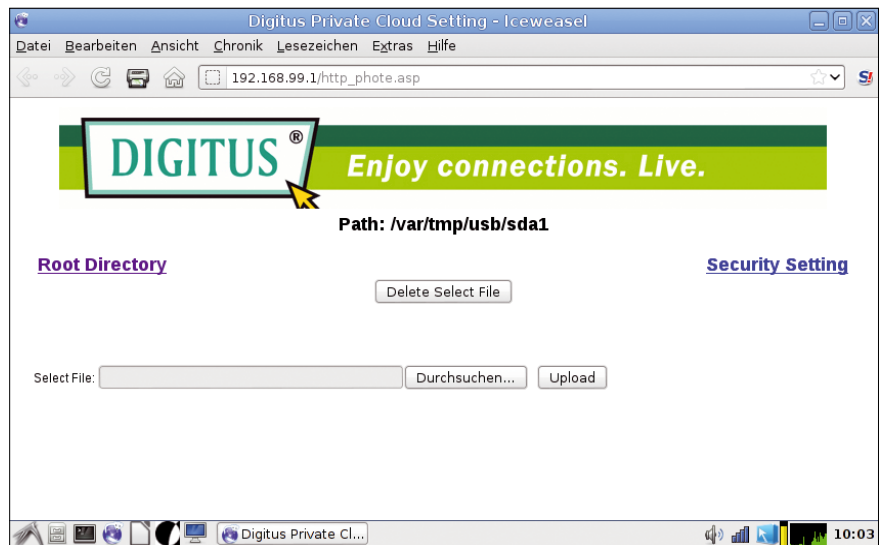 Digitus Private Cloud Setting - Iceweasel
Datei Bearbeiten Ansicht Chronik Lesezeichen Extras Hilfe
192.168.99.1/http_phote.asp
S!
DIGITUS® Enjoy connections. Live.
Path: /var/tmp/usb/sda1
Root Directory Security Setting
Delete Select File
Select File: Durchsuchen... Upload
Digitus Private Cl... 10:03